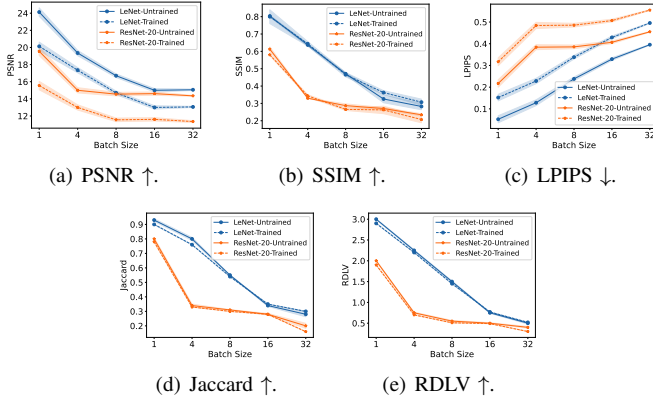 PSNR
24
22
20
18
16
14
12
LeNet-Untrained
LeNet-Trained
ResNet-20-Untrained
ResNet-20-Trained
1 4 8 16 32
Batch Size
(a) PSNR ↑.
SSIM
0.8
0.7
0.6
0.5
0.4
0.3
0.2
LeNet-Untrained
LeNet-Trained
ResNet-20-Untrained
ResNet-20-Trained
1 4 8 16 32
Batch Size
(b) SSIM ↑.
LPIPS
0.5
0.4
0.3
0.2
0.1
LeNet-Untrained
LeNet-Trained
ResNet-20-Untrained
ResNet-20-Trained
1 4 8 16 32
Batch Size
(c) LPIPS ↓.
Jaccard
0.9
0.8
0.7
0.6
0.5
0.4
0.3
0.2
LeNet-Untrained
LeNet-Trained
ResNet-20-Untrained
ResNet-20-Trained
1 4 8 16 32
Batch Size
(d) Jaccard ↑.
RDLV
3.0
2.5
2.0
1.5
1.0
0.5
LeNet-Untrained
LeNet-Trained
ResNet-20-Untrained
ResNet-20-Trained
1 4 8 16 32
Batch Size
(e) RDLV ↑.